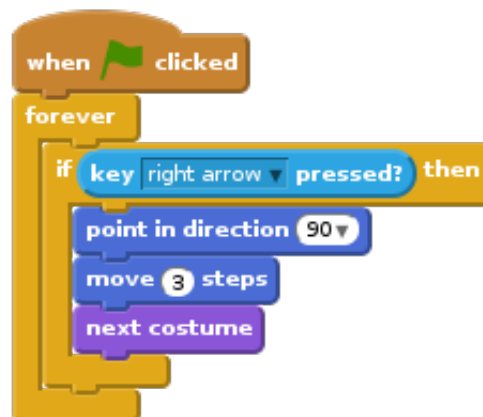 when clicked
forever
if key right arrow pressed? then
point in direction 90
move 3 steps
next costume